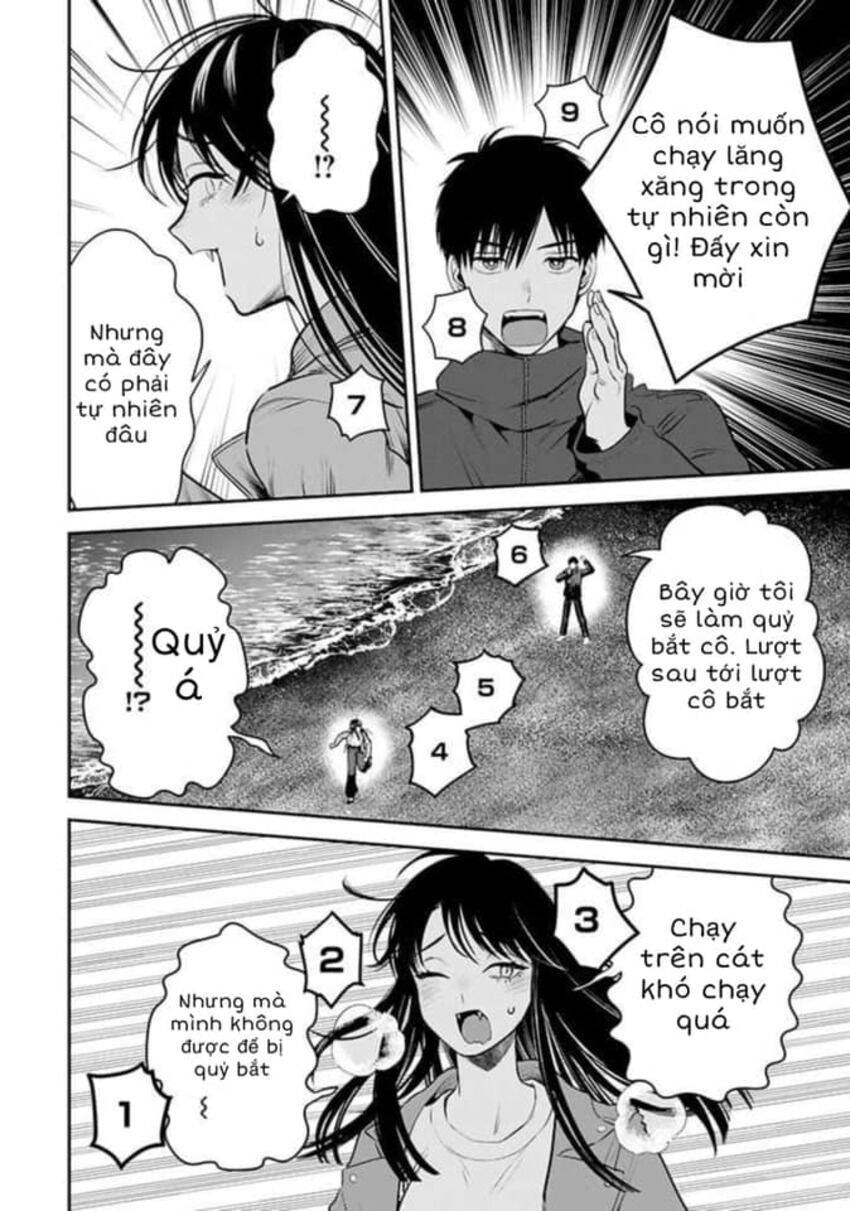 Cô nói muốn
chạy lăng
xăng trong
tự nhiên còn
gì! Đấy xin
mời
9
8
!?
Nhưng
mà đây
có phải
tự nhiên
đâu
7
6
Bây giờ tôi
sẽ làm quỷ
bắt cô. Lượt
sau tới lượt
cô bắt
5
4
Quỷ
á
!?
3
Chạy
trên cát
khó chạy
quá
2
Nhưng mà
mình không
được để bị
quỷ bắt
1